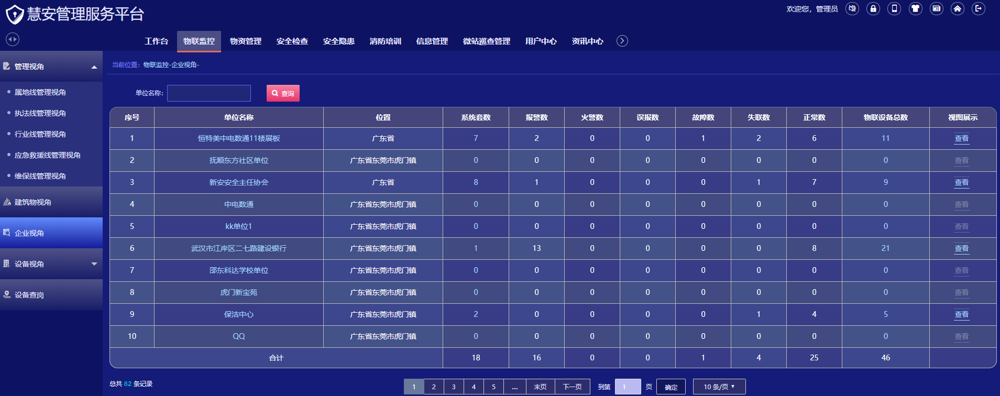 慧安管理服务平台
欢迎您，管理员
工作台 物联监控 物资管理 安全检查 安全隐患 消防培训 信息管理 微站巡查管理 用户中心 资讯中心
管理视角
属地线管理视角
执法线管理视角
行业线管理视角
应急救援线管理视角
维保线管理视角
建筑物视角
企业视角
设备视角
设备查岗
当前位置：物联监控-企业视角-
单位名称： 查询
序号 单位名称 位置 系统套数 报警数 火警数 误报数 故障数 失联数 正常数 物联设备总数 视图展示
1 恒特美中电数通11楼展板 广东省 7 2 0 0 1 2 6 11 查看
2 抚顺东方社区单位 广东省东莞市虎门镇 0 0 0 0 0 0 0 0 查看
3 新安安全主任协会 广东省 8 1 0 0 0 1 7 9 查看
4 中电数通 广东省东莞市虎门镇 0 0 0 0 0 0 0 0 查看
5 kk单位1 广东省东莞市虎门镇 0 0 0 0 0 0 0 0 查看
6 武汉市江岸区二七路建设银行 广东省东莞市虎门镇 1 13 0 0 0 0 8 21 查看
7 邵东科达学校单位 广东省东莞市虎门镇 0 0 0 0 0 0 0 0 查看
8 虎门新宝苑 广东省东莞市虎门镇 0 0 0 0 0 0 0 0 查看
9 保洁中心 广东省东莞市虎门镇 2 0 0 0 0 1 4 5 查看
10 QQ 广东省东莞市虎门镇 0 0 0 0 0 0 0 0 查看
合计 18 16 0 0 1 4 25 46
总共 82 条记录 1 2 3 4 5 ... 末页 下一页 到第 1 页 确定 10 条/页